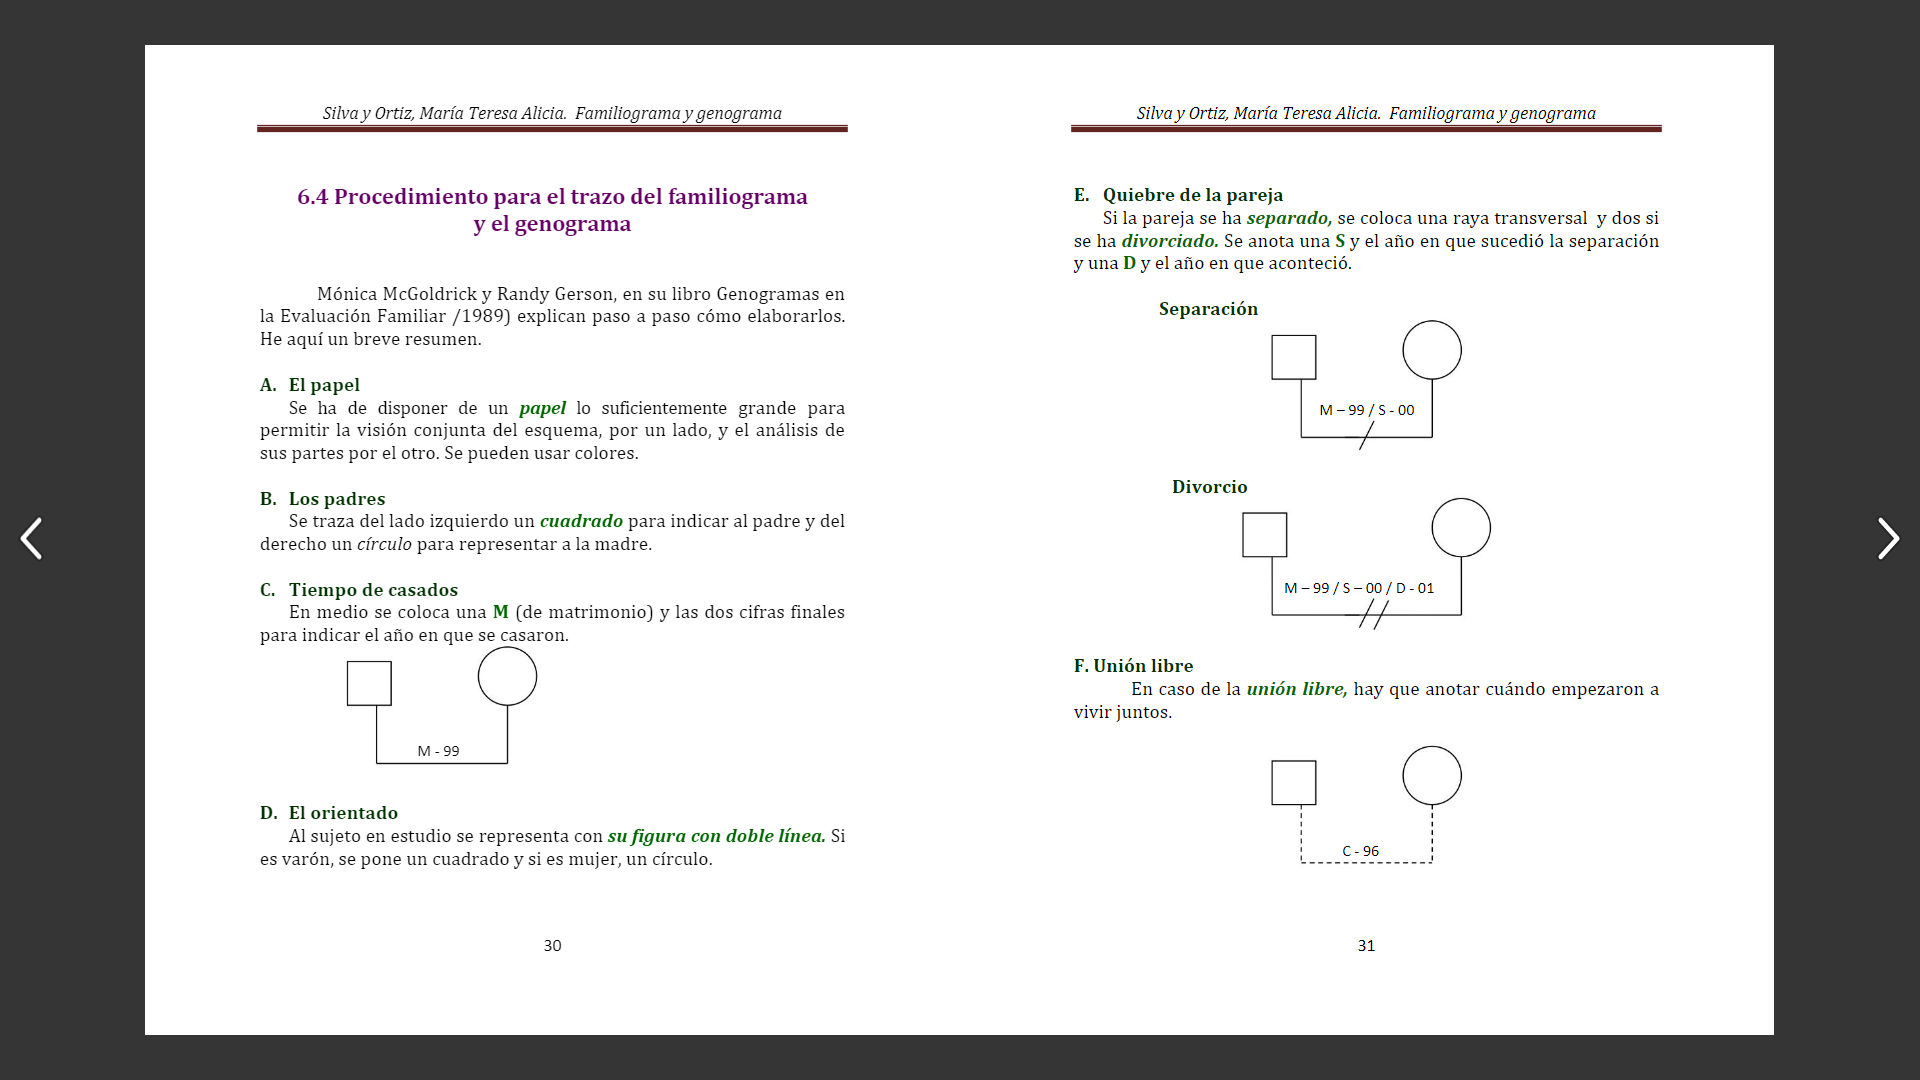 Silva y Ortiz, María Teresa Alicia. Familiograma y genograma
6.4 Procedimiento para el trazo del familiograma
y el genograma
Mónica McGoldrick y Randy Gerson, en su libro Genogramas en
la Evaluación Familiar /1989) explican paso a paso cómo elaborarlos.
He aquí un breve resumen.
A. El papel
Se ha de disponer de un papel lo suficientemente grande para
permitir la visión conjunta del esquema, por un lado, y el análisis de
sus partes por el otro. Se pueden usar colores.
B. Los padres
Se traza del lado izquierdo un cuadrado para indicar al padre y del
derecho un círculo para representar a la madre.
C. Tiempo de casados
En medio se coloca una M (de matrimonio) y las dos cifras finales
para indicar el año en que se casaron.
M - 99
D. El orientado
Al sujeto en estudio se representa con su figura con doble línea. Si
es varón, se pone un cuadrado y si es mujer, un círculo.
30
Silva y Ortiz, María Teresa Alicia. Familiograma y genograma
E. Quiebre de la pareja
Si la pareja se ha separado, se coloca una raya transversal y dos si
se ha divorciado. Se anota una S y el año en que sucedió la separación
y una D y el año en que aconteció.
Separación
M – 99 / S - 00
Divorcio
M – 99 / S – 00 / D - 01
F. Unión libre
En caso de la unión libre, hay que anotar cuándo empezaron a
vivir juntos.
C - 96
31